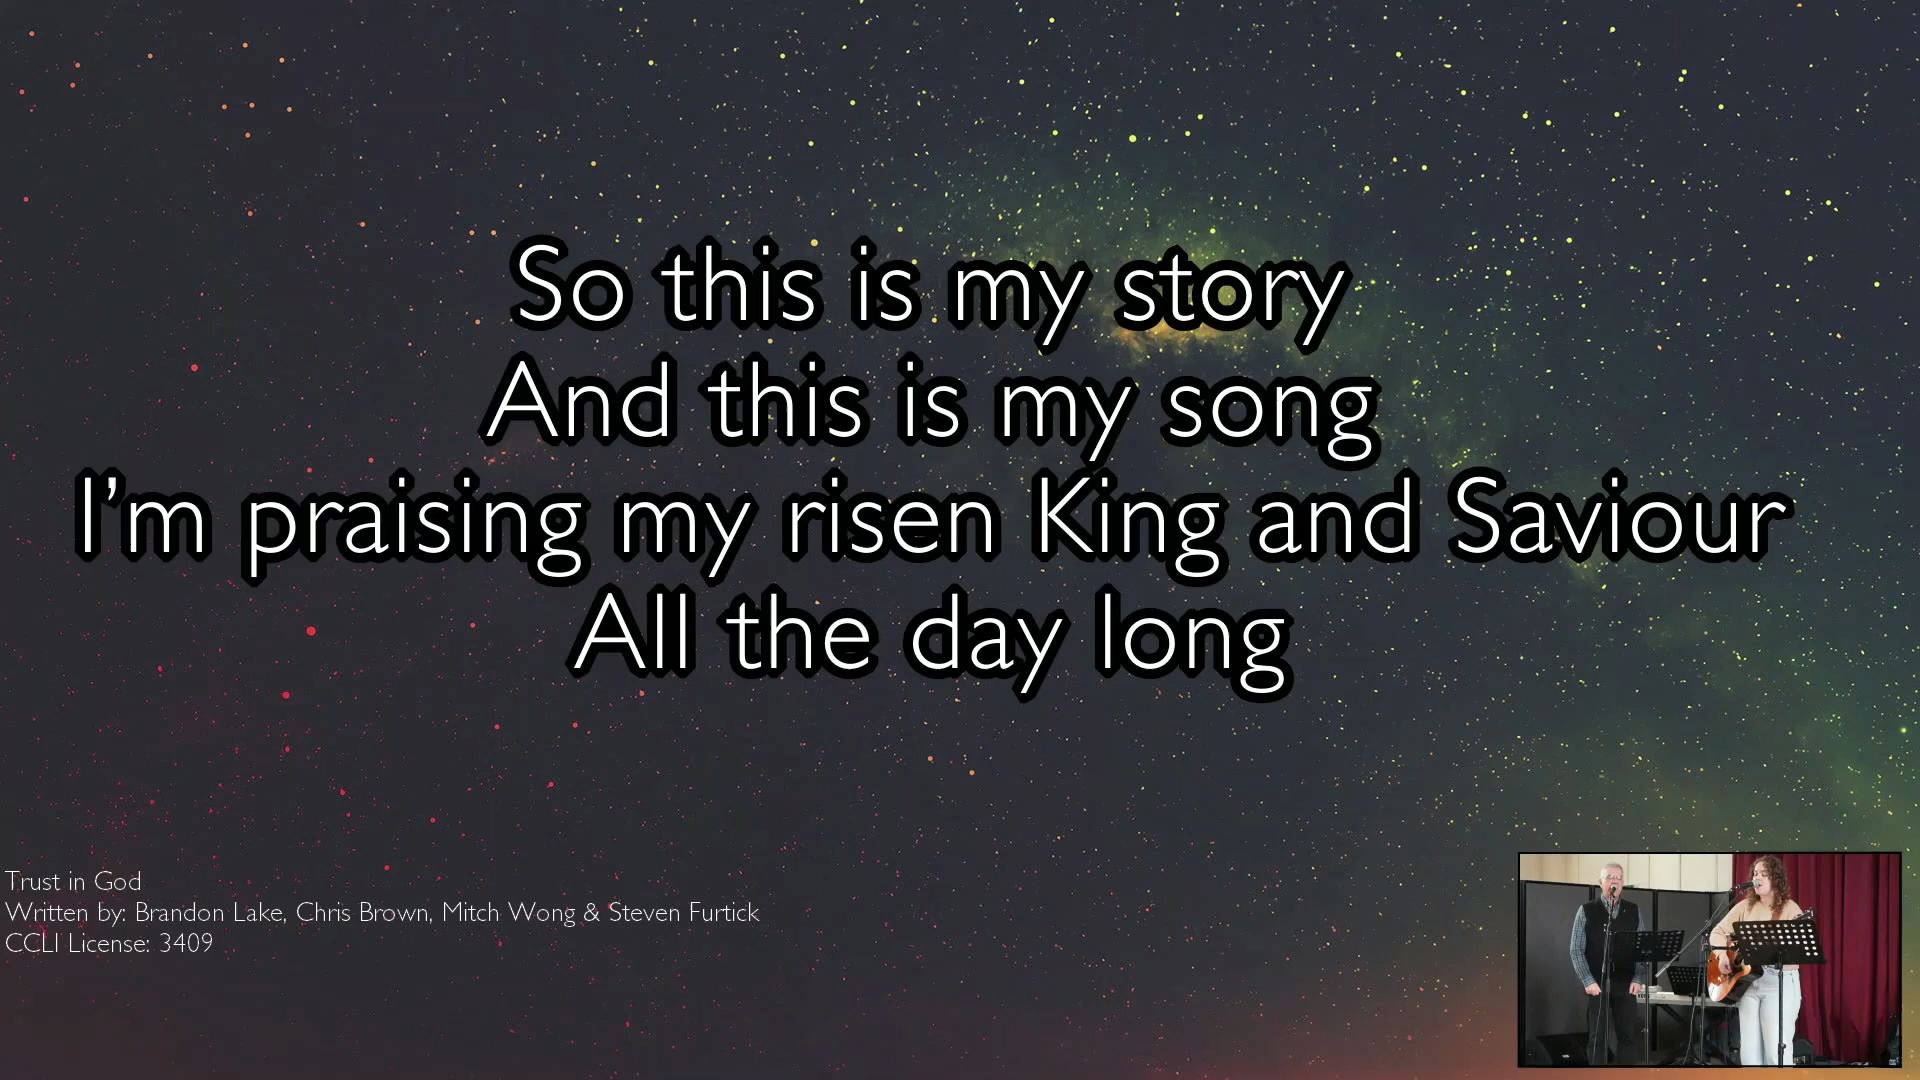 So this is my story
And this is my song
I’m praising my risen King and Saviour
All the day long
Trust in God
Written by: Brandon Lake, Chris Brown, Mitch Wong & Steven Furtick
CCLI License: 3409